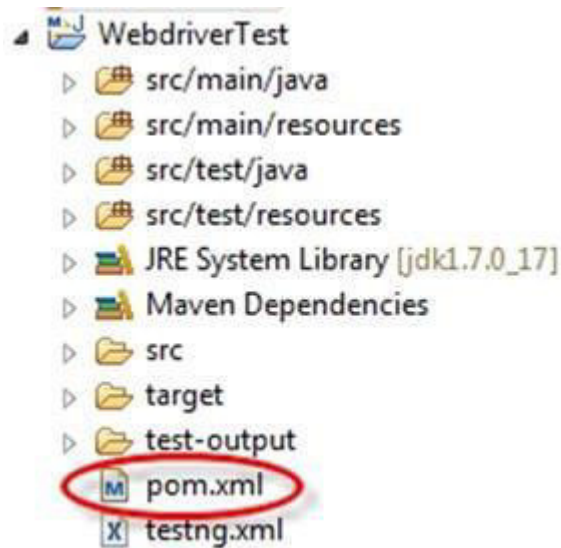 WebdriverTest
src/main/java
src/main/resources
src/test/java
src/test/resources
JRE System Library [jdk1.7.0_17]
Maven Dependencies
src
target
test-output
pom.xml
testng.xml